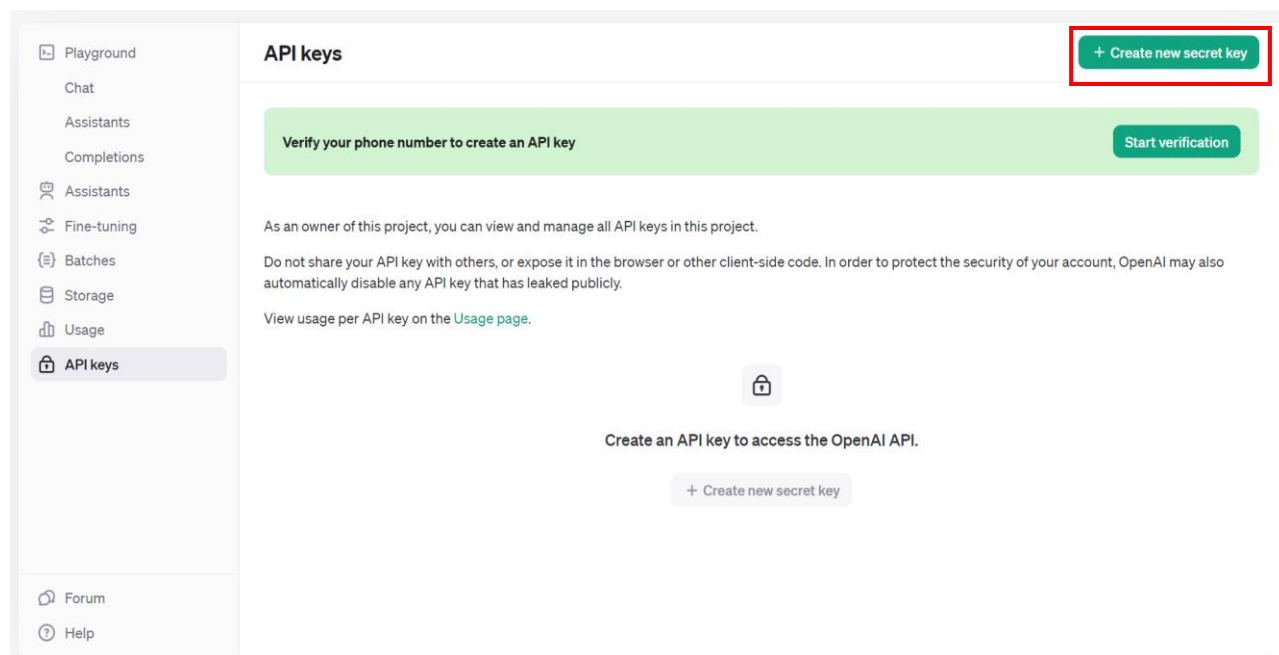 Playground
Chat
Assistants
Completions
Assistants
Fine-tuning
Batches
Storage
Usage
API keys
Forum
Help
API keys
+ Create new secret key
Verify your phone number to create an API key
Start verification
As an owner of this project, you can view and manage all API keys in this project.
Do not share your API key with others, or expose it in the browser or other client-side code. In order to protect the security of your account, OpenAI may also
automatically disable any API key that has leaked publicly.
View usage per API key on the Usage page.
Create an API key to access the OpenAI API.
+ Create new secret key